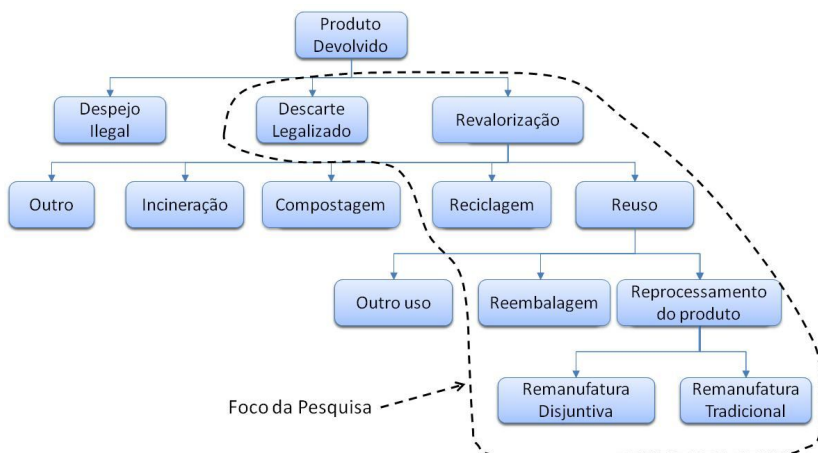 Produto
Devolvido
Despejo
Ilegal
Descarte
Legalizado
Revalorização
Outro
Incineração
Compostagem
Reciclagem
Reuso
Outro uso
Reembalagem
Reprocessamento
do produto
Foco da Pesquisa
Remanufatura
Disjuntiva
Remanufatura
Tradicional